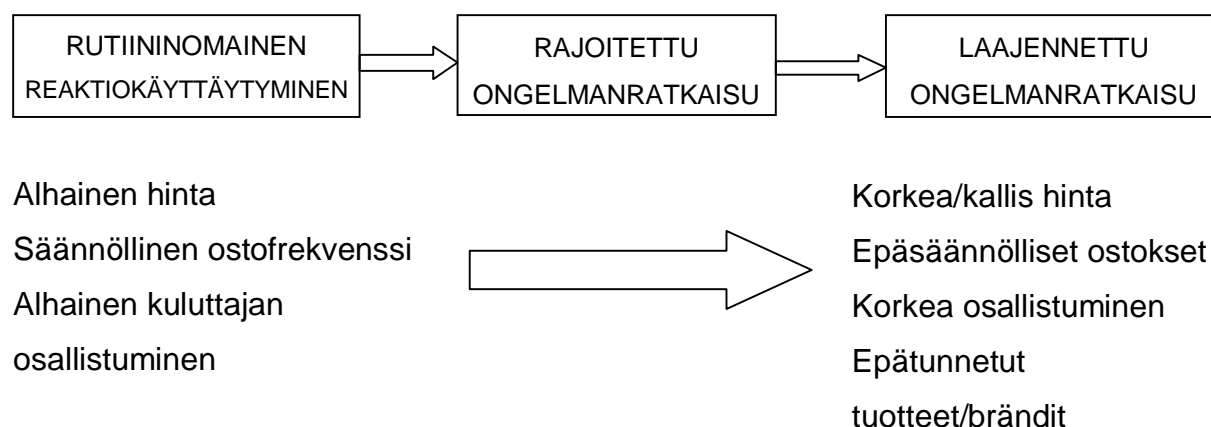 RUTIININOMAINEN
REAKTIOKÄYTTÄYTYMINEN
RAJOITETTU
ONGELMANRATKAISU
LAAJENNETTU
ONGELMANRATKAISU
Alhainen hinta
Säännöllinen ostofrekvenssi
Alhainen kuluttajan
osallistuminen
Korkea/kallis hinta
Epäsäännölliset ostokset
Korkea osallistuminen
Epätunnetut
tuotteet/brändit